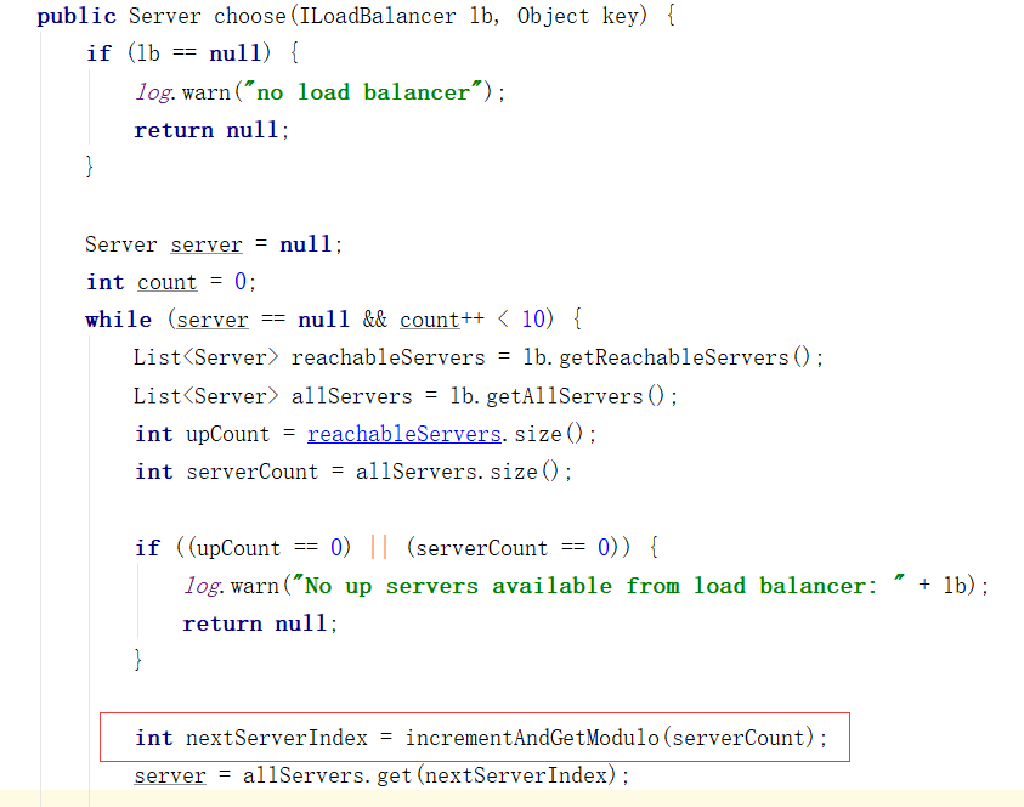 public Server choose(ILoadBalancer lb, Object key) {
    if (lb == null) {
        log.warn("no load balancer");
        return null;
    }

    Server server = null;
    int count = 0;
    while (server == null && count++ < 10) {
        List<Server> reachableServers = lb.getReachableServers();
        List<Server> allServers = lb.getAllServers();
        int upCount = reachableServers.size();
        int serverCount = allServers.size();

        if ((upCount == 0) || (serverCount == 0)) {
            log.warn("No up servers available from load balancer: " + lb);
            return null;
        }

        int nextServerIndex = incrementAndGetModulo(serverCount);
        server = allServers.get(nextServerIndex);